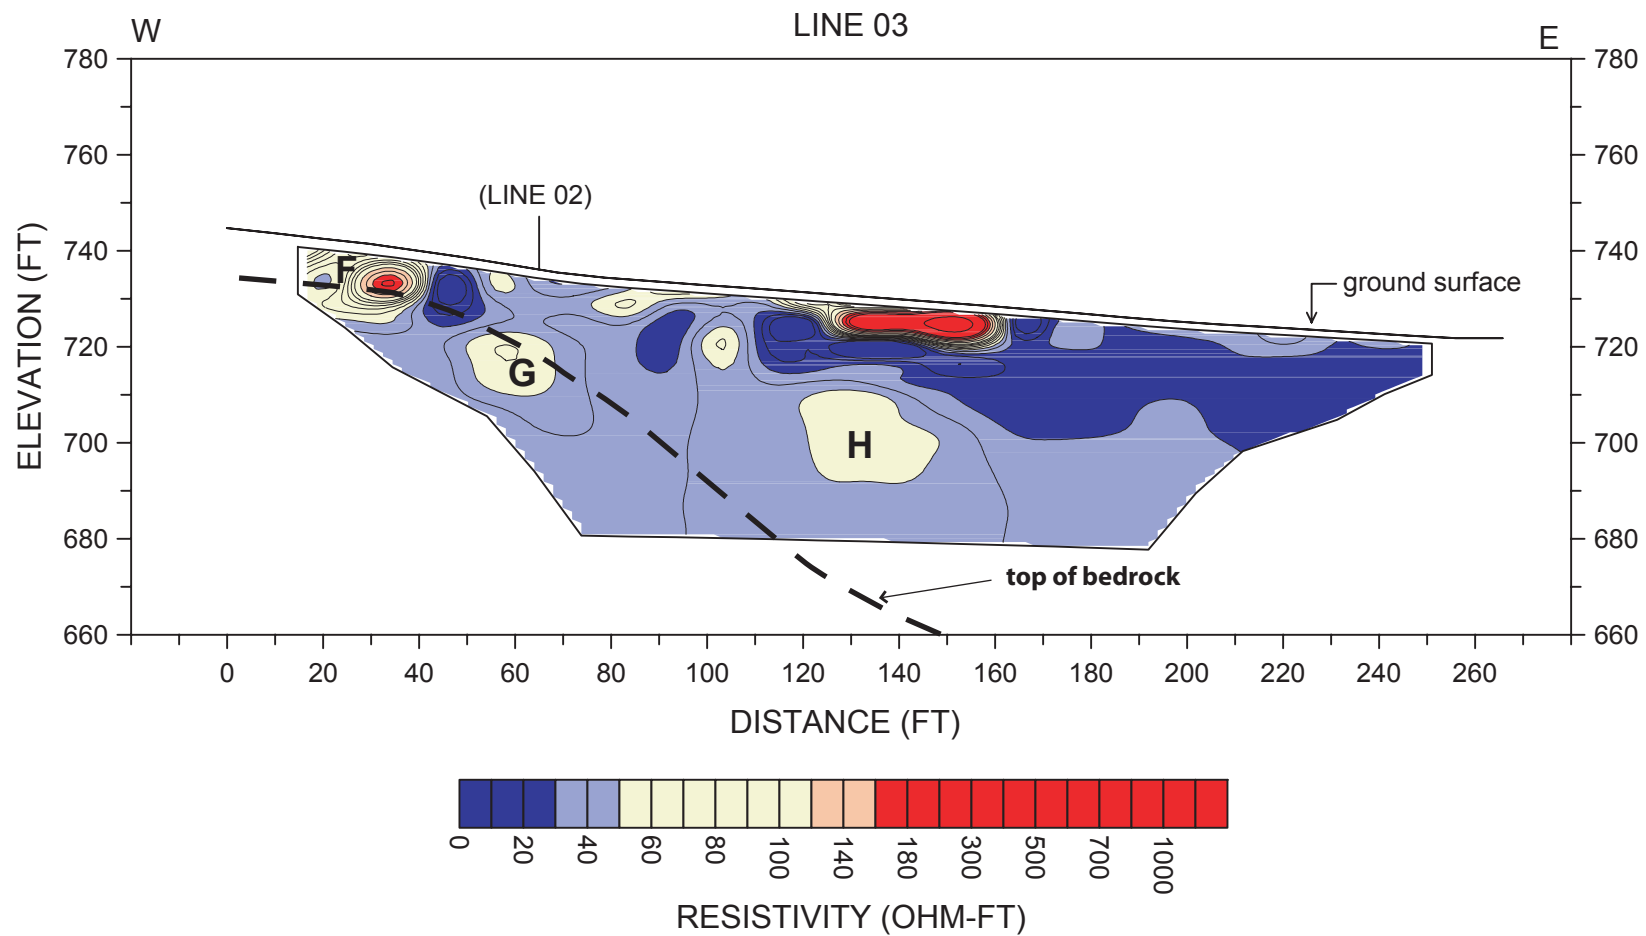 LINE 03
W
E
780
780
760
760
(LINE 02)
740
740
ground surface
F
720
720
G
H
700
700
680
680
top of bedrock
660
660
ELEVATION (FT)
0 20 40 60 80 100 120 140 160 180 200 220 240 260
DISTANCE (FT)
0 20 40 60 80 100 140 180 300 500 700 1000
RESISTIVITY (OHM-FT)